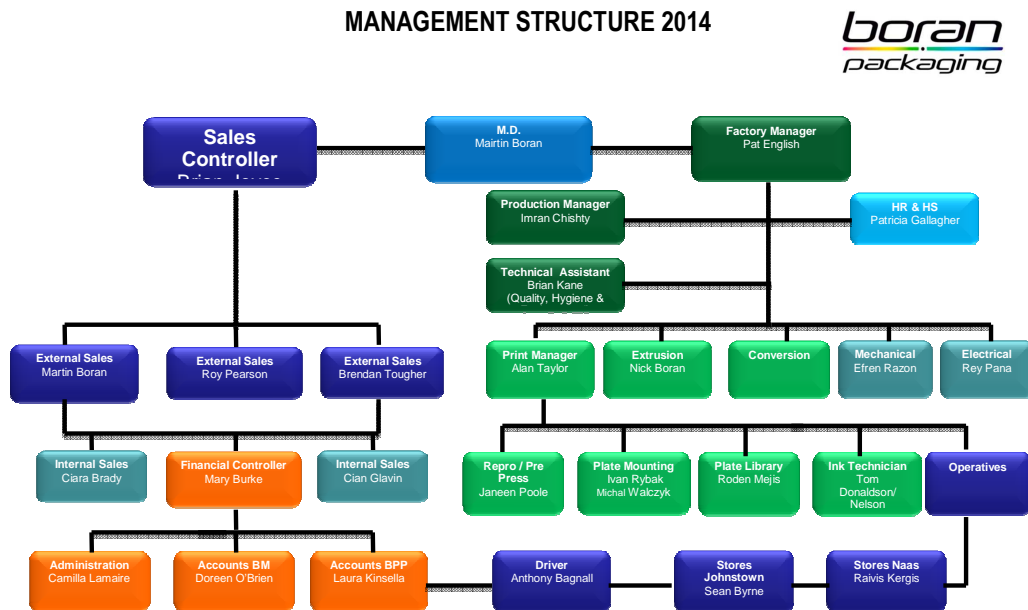 MANAGEMENT STRUCTURE 2014
boran
packaging
Sales
Controller
M.D.
Mairtin Boran
Factory Manager
Pat English
Production Manager
Imran Chishty
HR & HS
Patricia Gallagher
Technical Assistant
Brian Kane
(Quality, Hygiene &
External Sales
Martin Boran
External Sales
Roy Pearson
External Sales
Brendan Tougher
Print Manager
Alan Taylor
Extrusion
Nick Boran
Conversion
Mechanical
Efren Razon
Electrical
Rey Pana
Internal Sales
Ciara Brady
Financial Controller
Mary Burke
Internal Sales
Cian Glavin
Repro / Pre
Press
Janeen Poole
Plate Mounting
Ivan Rybak
Michal Walczyk
Plate Library
Roden Mejis
Ink Technician
Tom
Donaldson/
Nelson
Operatives
Administration
Camilla Lamaire
Accounts BM
Doreen O'Brien
Accounts BPP
Laura Kinsella
Driver
Anthony Bagnall
Stores
Johnstown
Sean Byrne
Stores Naas
Raivis Kergis